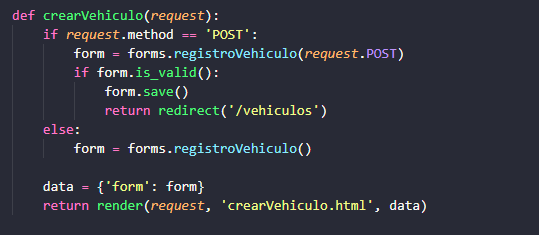 def crearVehiculo(request):
    if request.method == 'POST':
        form = forms.registroVehiculo(request.POST)
        if form.is_valid():
            form.save()
            return redirect('/vehiculos')
    else:
        form = forms.registroVehiculo()

    data = {'form': form}
    return render(request, 'crearVehiculo.html', data)